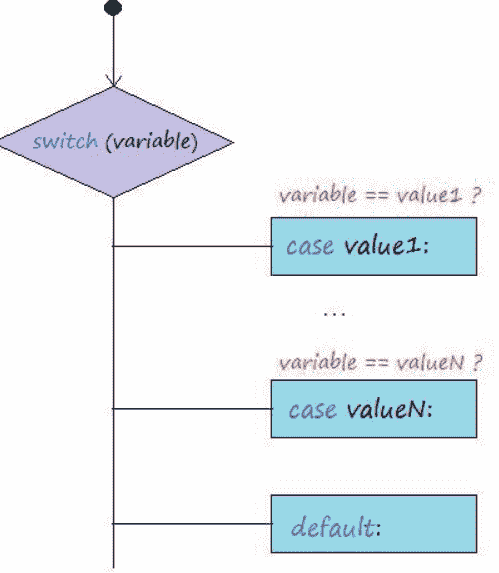 switch (variable)
variable == value1 ?
case value1:
...
variable == valueN ?
case valueN:
default: